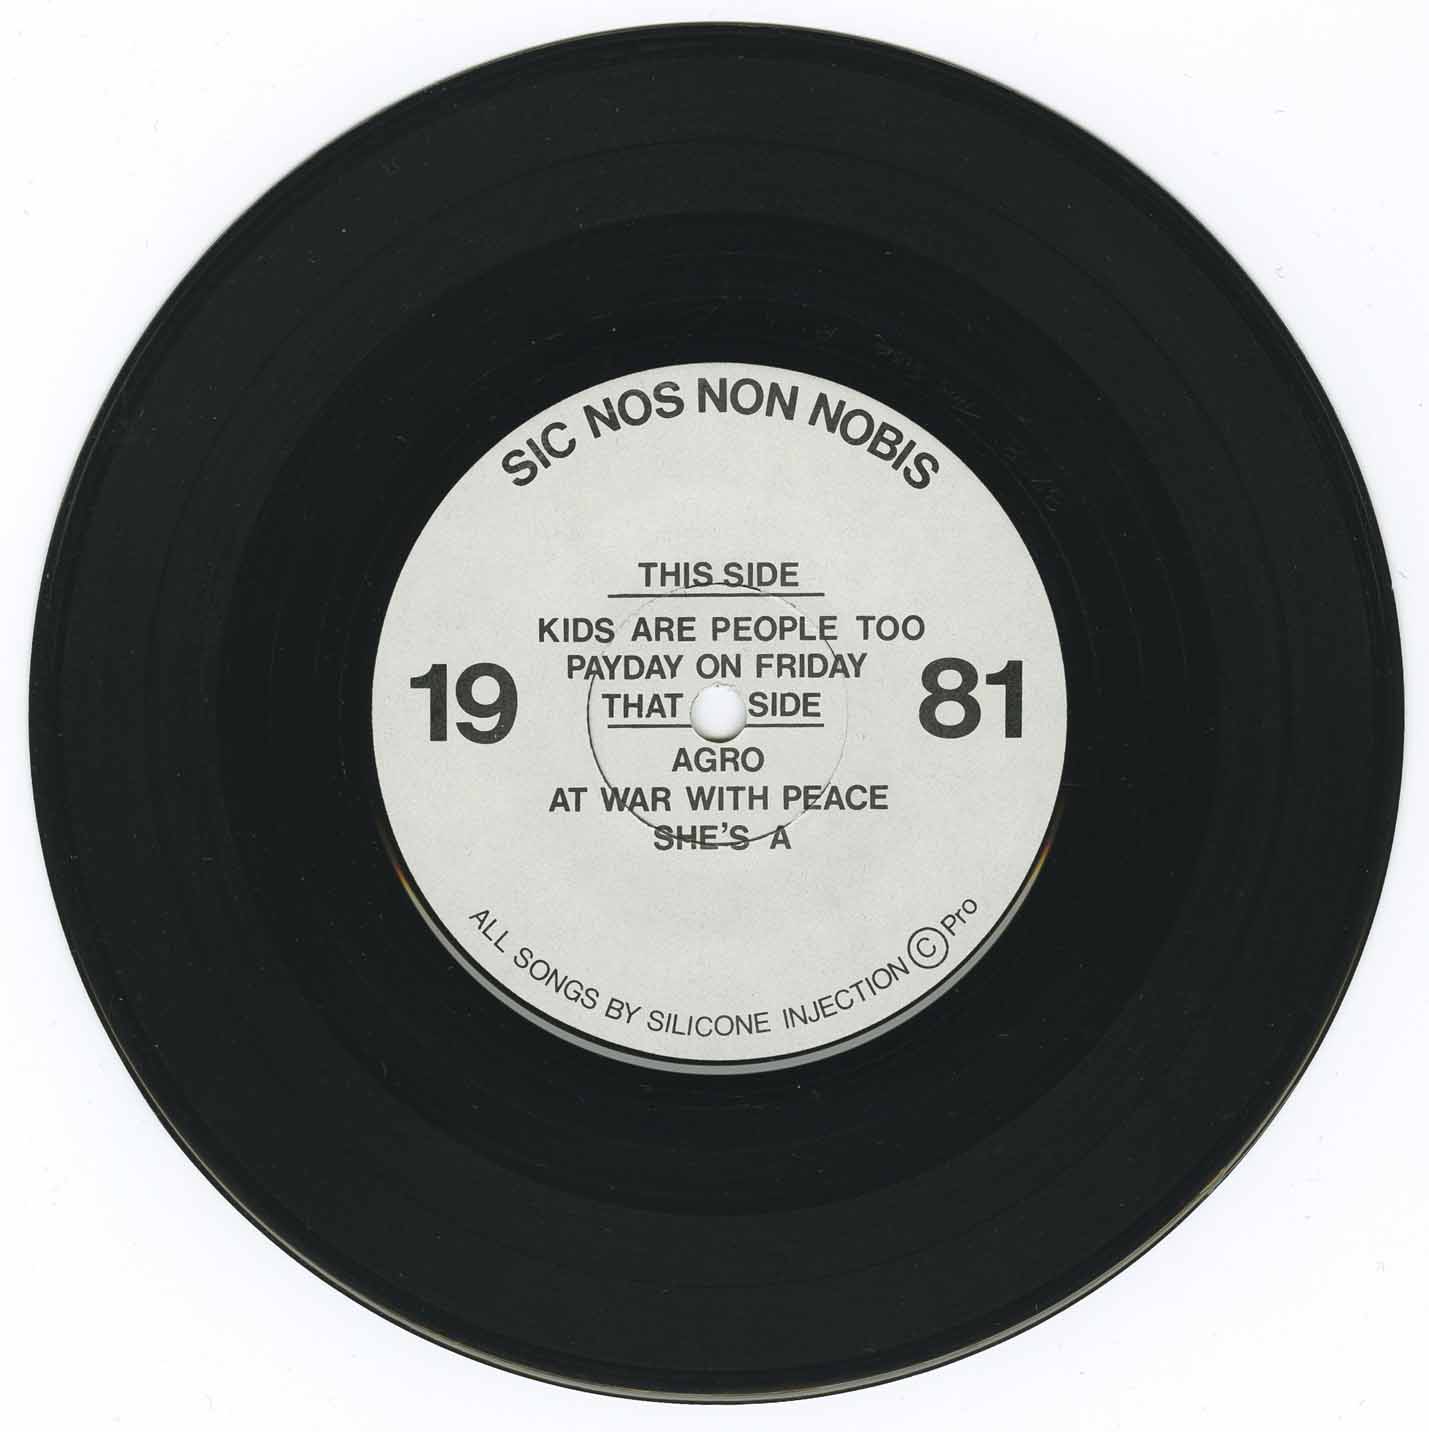 SIC NOS NON NOBIS
THIS SIDE
KIDS ARE PEOPLE TOO
PAYDAY ON FRIDAY
19 81
THAT SIDE
AGRO
AT WAR WITH PEACE
SHE'S A
ALL SONGS BY SILICONE INJECTION © Pro